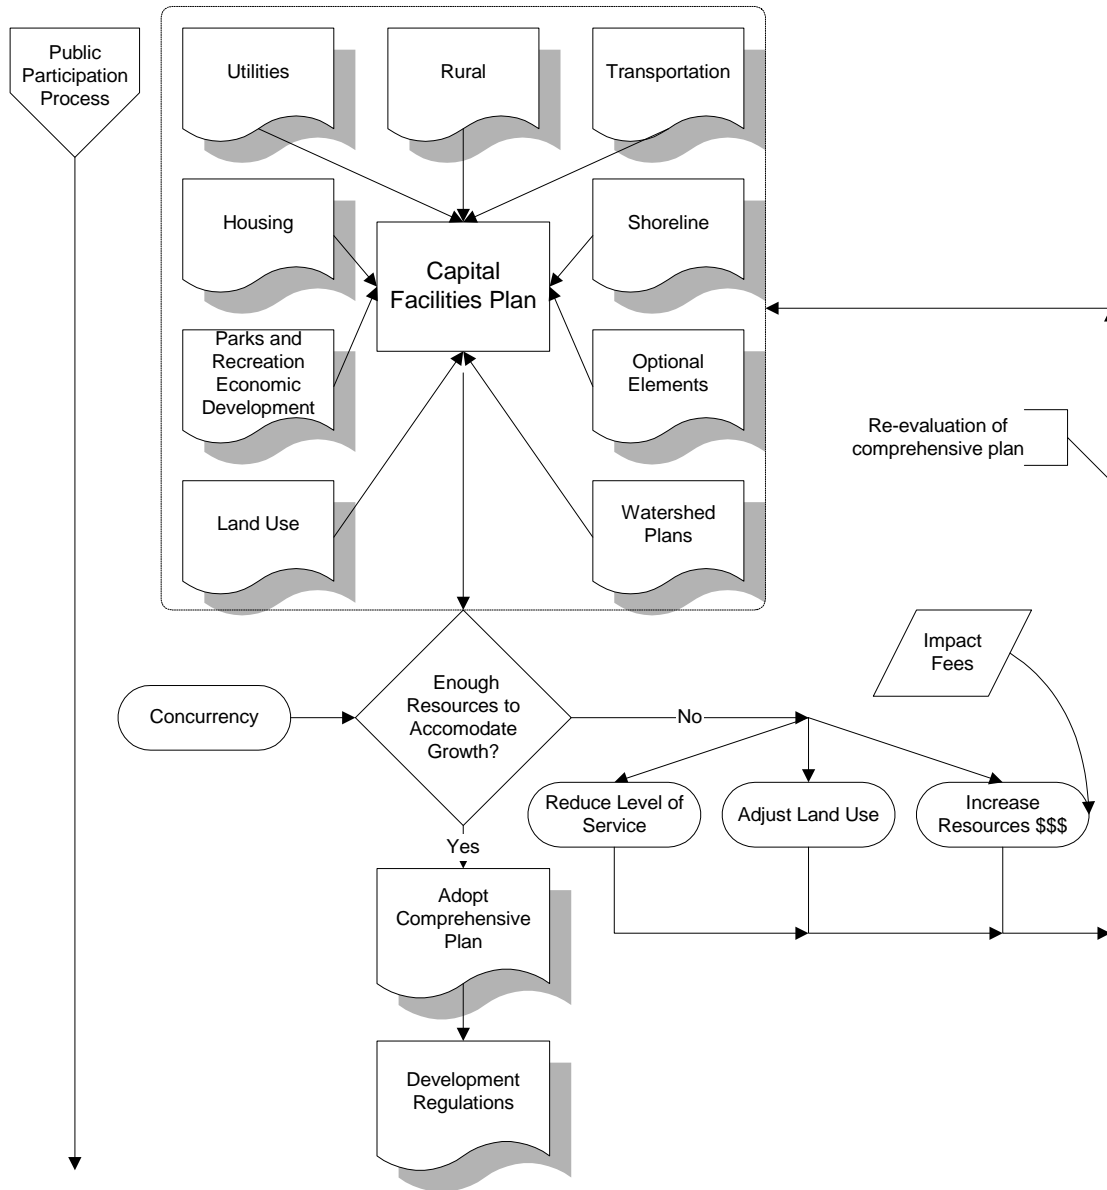 Public
Participation
Process
Utilities
Rural
Transportation
Housing
Capital
Facilities Plan
Shoreline
Parks and
Recreation
Economic
Development
Optional
Elements
Re-evaluation of
comprehensive plan
Land Use
Watershed
Plans
Impact
Fees
Concurrency
Enough
Resources to
Accomodate
Growth?
No
Reduce Level of
Service
Adjust Land Use
Increase
Resources $$$
Yes
Adopt
Comprehensive
Plan
Development
Regulations